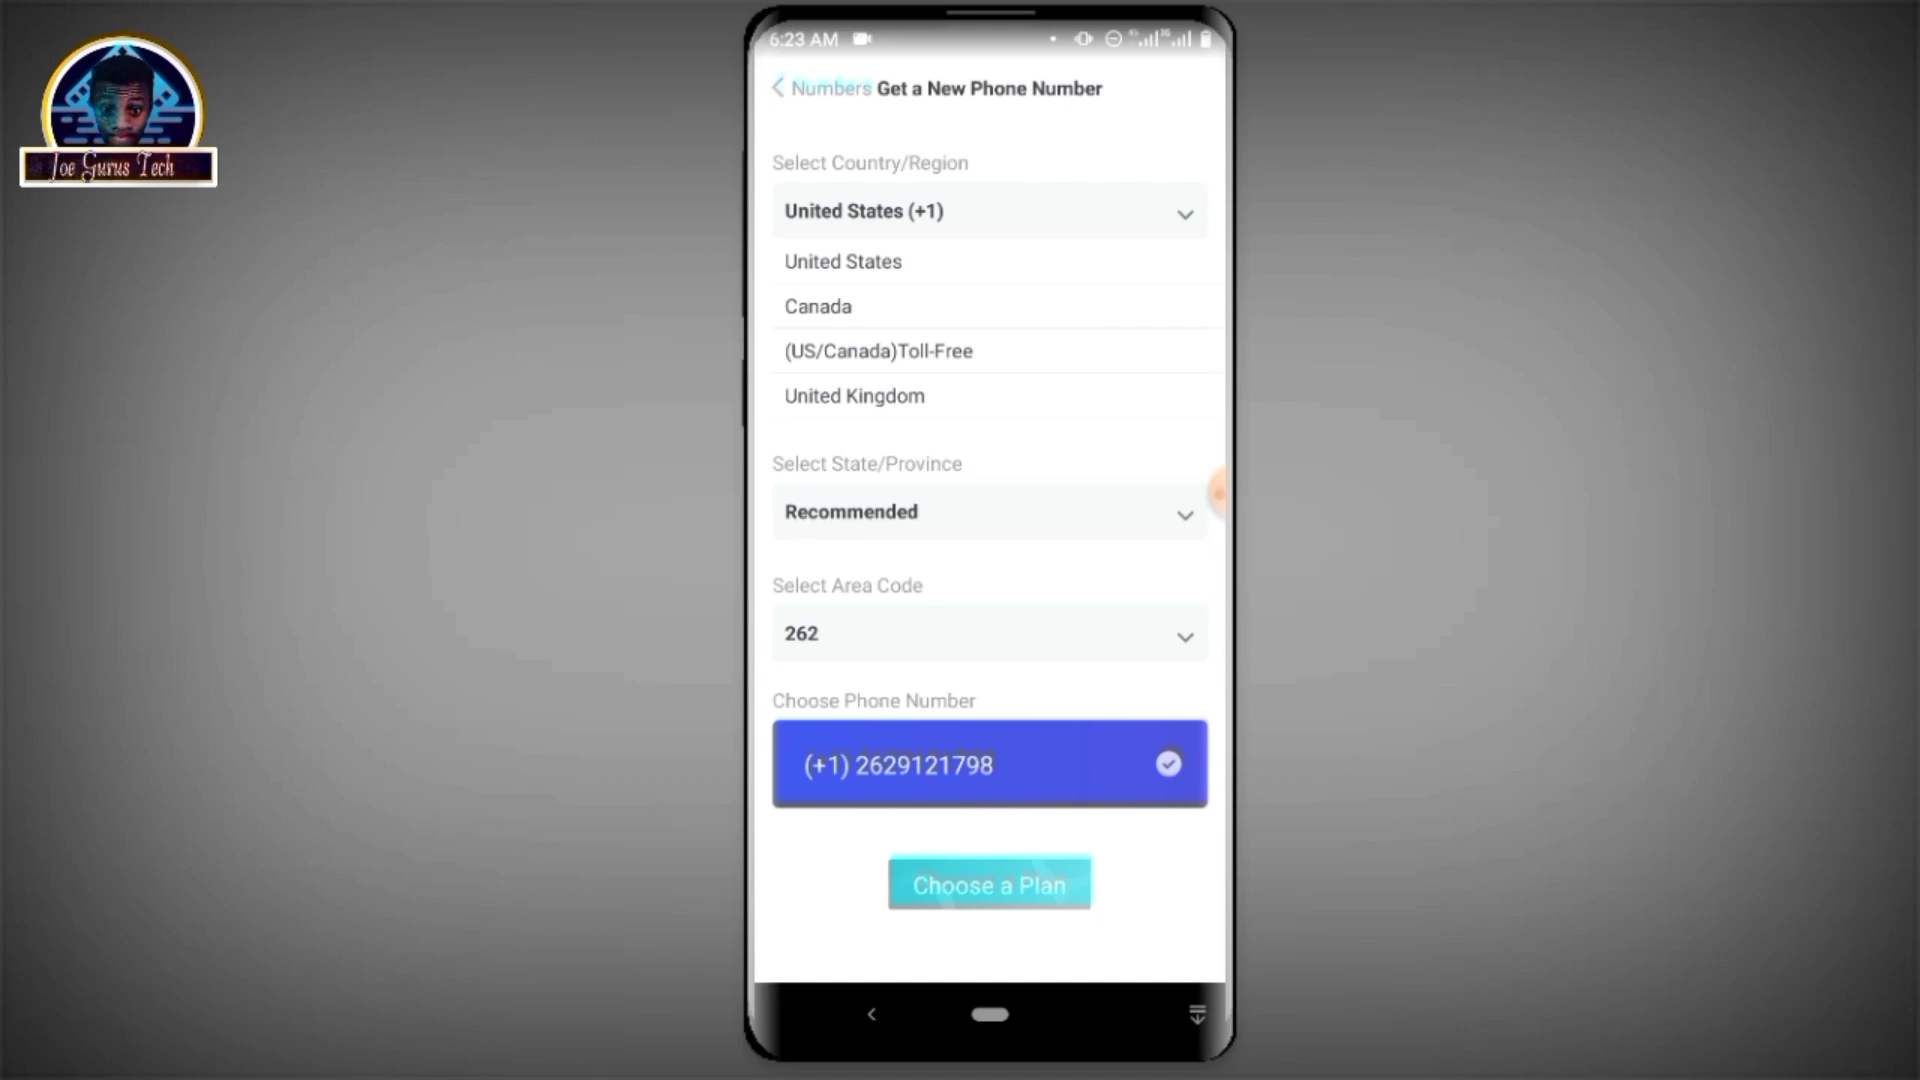 6:23 AM
Joe Gurus Tech
Numbers Get a New Phone Number
Select Country/Region
United States (+1)
United States
Canada
(US/Canada)Toll-Free
United Kingdom
Select State/Province
Recommended
Select Area Code
262
Choose Phone Number
(+1) 2629121798
Choose a Plan